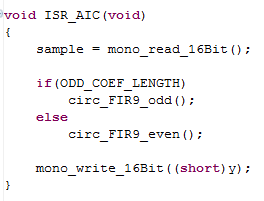 void ISR_AIC(void)
{
sample = mono_read_16Bit();
if(ODD_COEF_LENGTH)
circ_FIR9_odd();
else
circ_FIR9_even();
mono_write_16Bit((short)y);
}